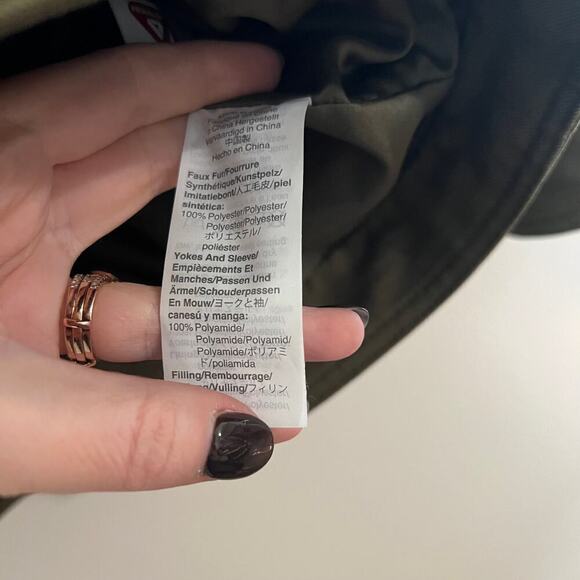 China Hergestellt
Vervaardigd in China
中国製
Hecho en China
Faux Fur/Fourrure
Synthétique/Kunstpelz/
Imitatiebont/人工毛皮/piel
sintética:
100% Polyester/Polyester/
Polyester/Polyester/
ポリエステル/
poliéster
Yokes And Sleeve/
Empiècements Et
Manches/Passen Und
Ärmel/Schouderpassen
En Mouw/ヨークと袖/
canesú y manga:
100% Polyamide/
Polyamide/Polyamid/
Polyamide/ポリアミ
ド/poliamida
Filling/Rembourrage/
/Vulling/フィリン